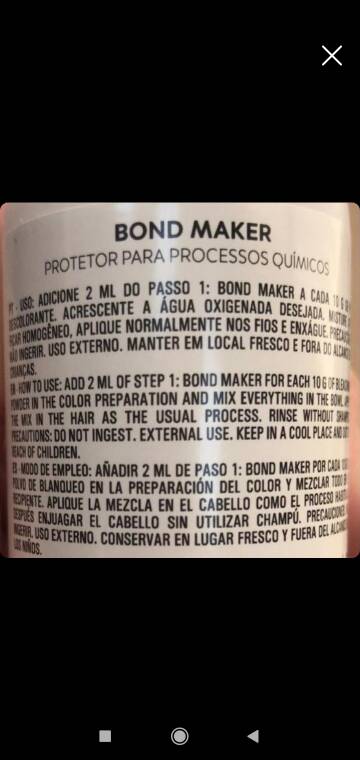 BOND MAKER
PROTETOR PARA PROCESSOS QUÍMICOS
PT - USO: ADICIONE 2 ML DO PASSO 1: BOND MAKER A CADA 10 G
DESCOLORANTE. ACRESCENTE A ÁGUA OXIGENADA DESEJADA. MISTURE
FICAR HOMOGÊNEO, APLIQUE NORMALMENTE NOS FIOS E ENXÁGUE.
NÃO INGERIR. USO EXTERNO. MANTER EM LOCAL FRESCO E FORA DO ALCANCE
CRIANÇAS.
HOW TO USE: ADD 2 ML OF STEP 1: BOND MAKER FOR EACH 10 G OF BLEACHING
POWDER IN THE COLOR PREPARATION AND MIX EVERYTHING IN THE BOWL.
THE MIX IN THE HAIR AS THE USUAL PROCESS. RINSE WITHOUT
PRECAUTIONS: DO NOT INGEST. EXTERNAL USE. KEEP IN A COOL PLACE AND
REACH OF CHILDREN.
ES - MODO DE EMPLEO: AÑADIR 2 ML DE PASO 1: BOND MAKER POR CADA
POLVO DE BLANQUEO EN LA PREPARACIÓN DEL COLOR Y MEZCLAR TODO
RECIPIENTE. APLIQUE LA MEZCLA EN EL CABELLO COMO EL PROCESO
DESPUÉS ENJUAGAR EL CABELLO SIN UTILIZAR CHAMPÚ.
INGERIR. USO EXTERNO. CONSERVAR EN LUGAR FRESCO Y FUERA DEL ALCANCE
LOS NIÑOS.